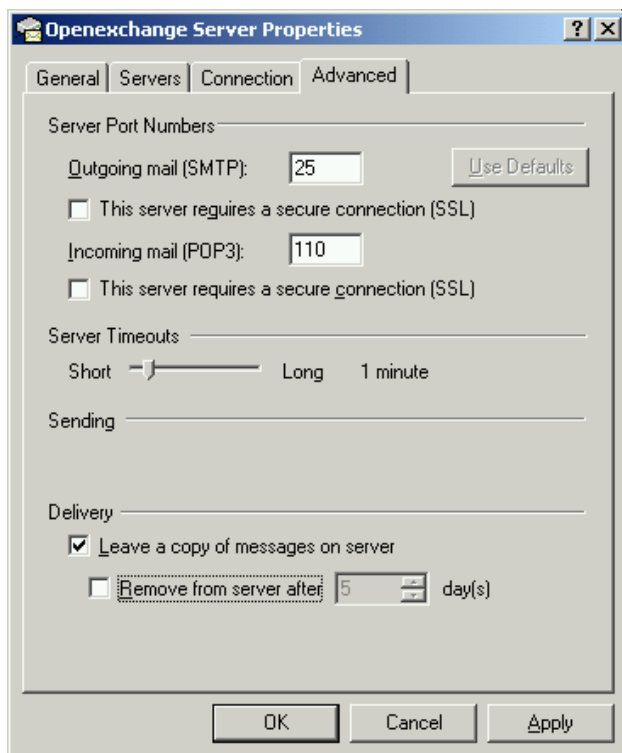 Openexchange Server Properties
General Servers Connection Advanced
Server Port Numbers
Outgoing mail (SMTP): 25 Use Defaults
This server requires a secure connection (SSL)
Incoming mail (POP3): 110
This server requires a secure connection (SSL)
Server Timeouts
Short Long 1 minute
Sending
Delivery
Leave a copy of messages on server
Remove from server after 5 day(s)
OK Cancel Apply